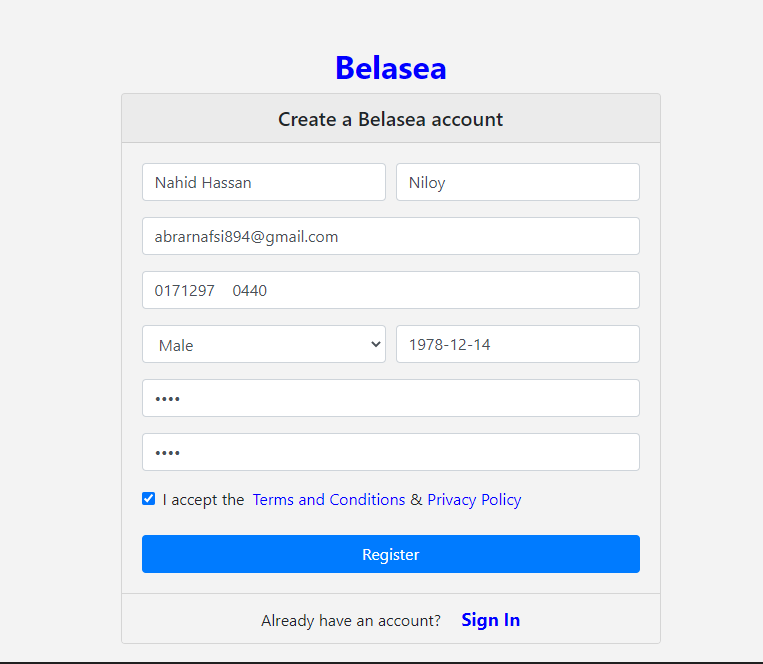 Belasea
Create a Belasea account
Nahid Hassan Niloy
abrarnafsi894@gmail.com
0171297 0440
Male 1978-12-14
••••
••••
I accept the Terms and Conditions & Privacy Policy
Register
Already have an account? Sign In